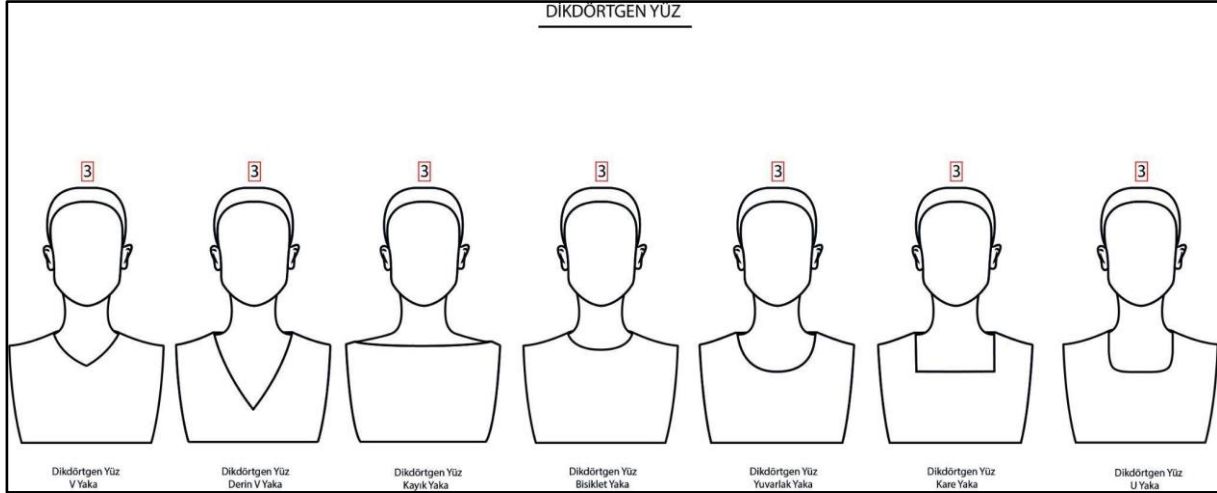 DİKDÖRTGEN YÜZ
3 3 3 3 3 3 3
Dikdörtgen Yüz
V Yaka
Dikdörtgen Yüz
Derin V Yaka
Dikdörtgen Yüz
Kayık Yaka
Dikdörtgen Yüz
Bisiklet Yaka
Dikdörtgen Yüz
Yuvarlak Yaka
Dikdörtgen Yüz
Kare Yaka
Dikdörtgen Yüz
U Yaka